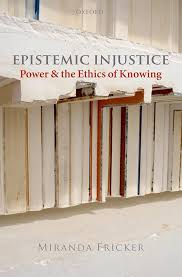 OXFORD
EPISTEMIC INJUSTICE
Power & the Ethics of Knowing
MIRANDA FRICKER